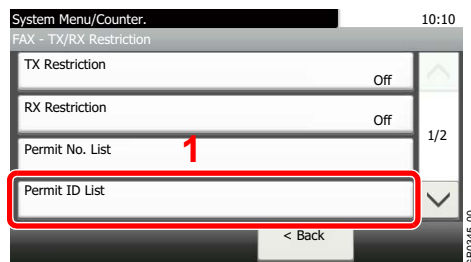 System Menu/Counter.
10:10
FAX - TX/RX Restriction
TX Restriction
Off
RX Restriction
Off
1/2
Permit No. List
1
Permit ID List
< Back